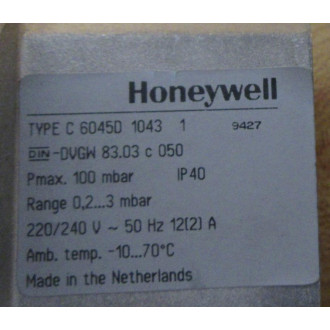 Honeywell
TYPE C 6045D 1043 1 9427
DIN-DVGW 83.03 c 050
Pmax. 100 mbar IP40
Range 0,2...3 mbar
220/240 V ~ 50 Hz 12(2) A
Amb. temp. -10...70°C
Made in the Netherlands